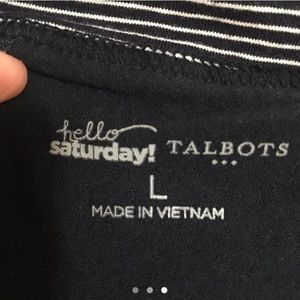 hello
saturday! TALBOTS
L
MADE IN VIETNAM